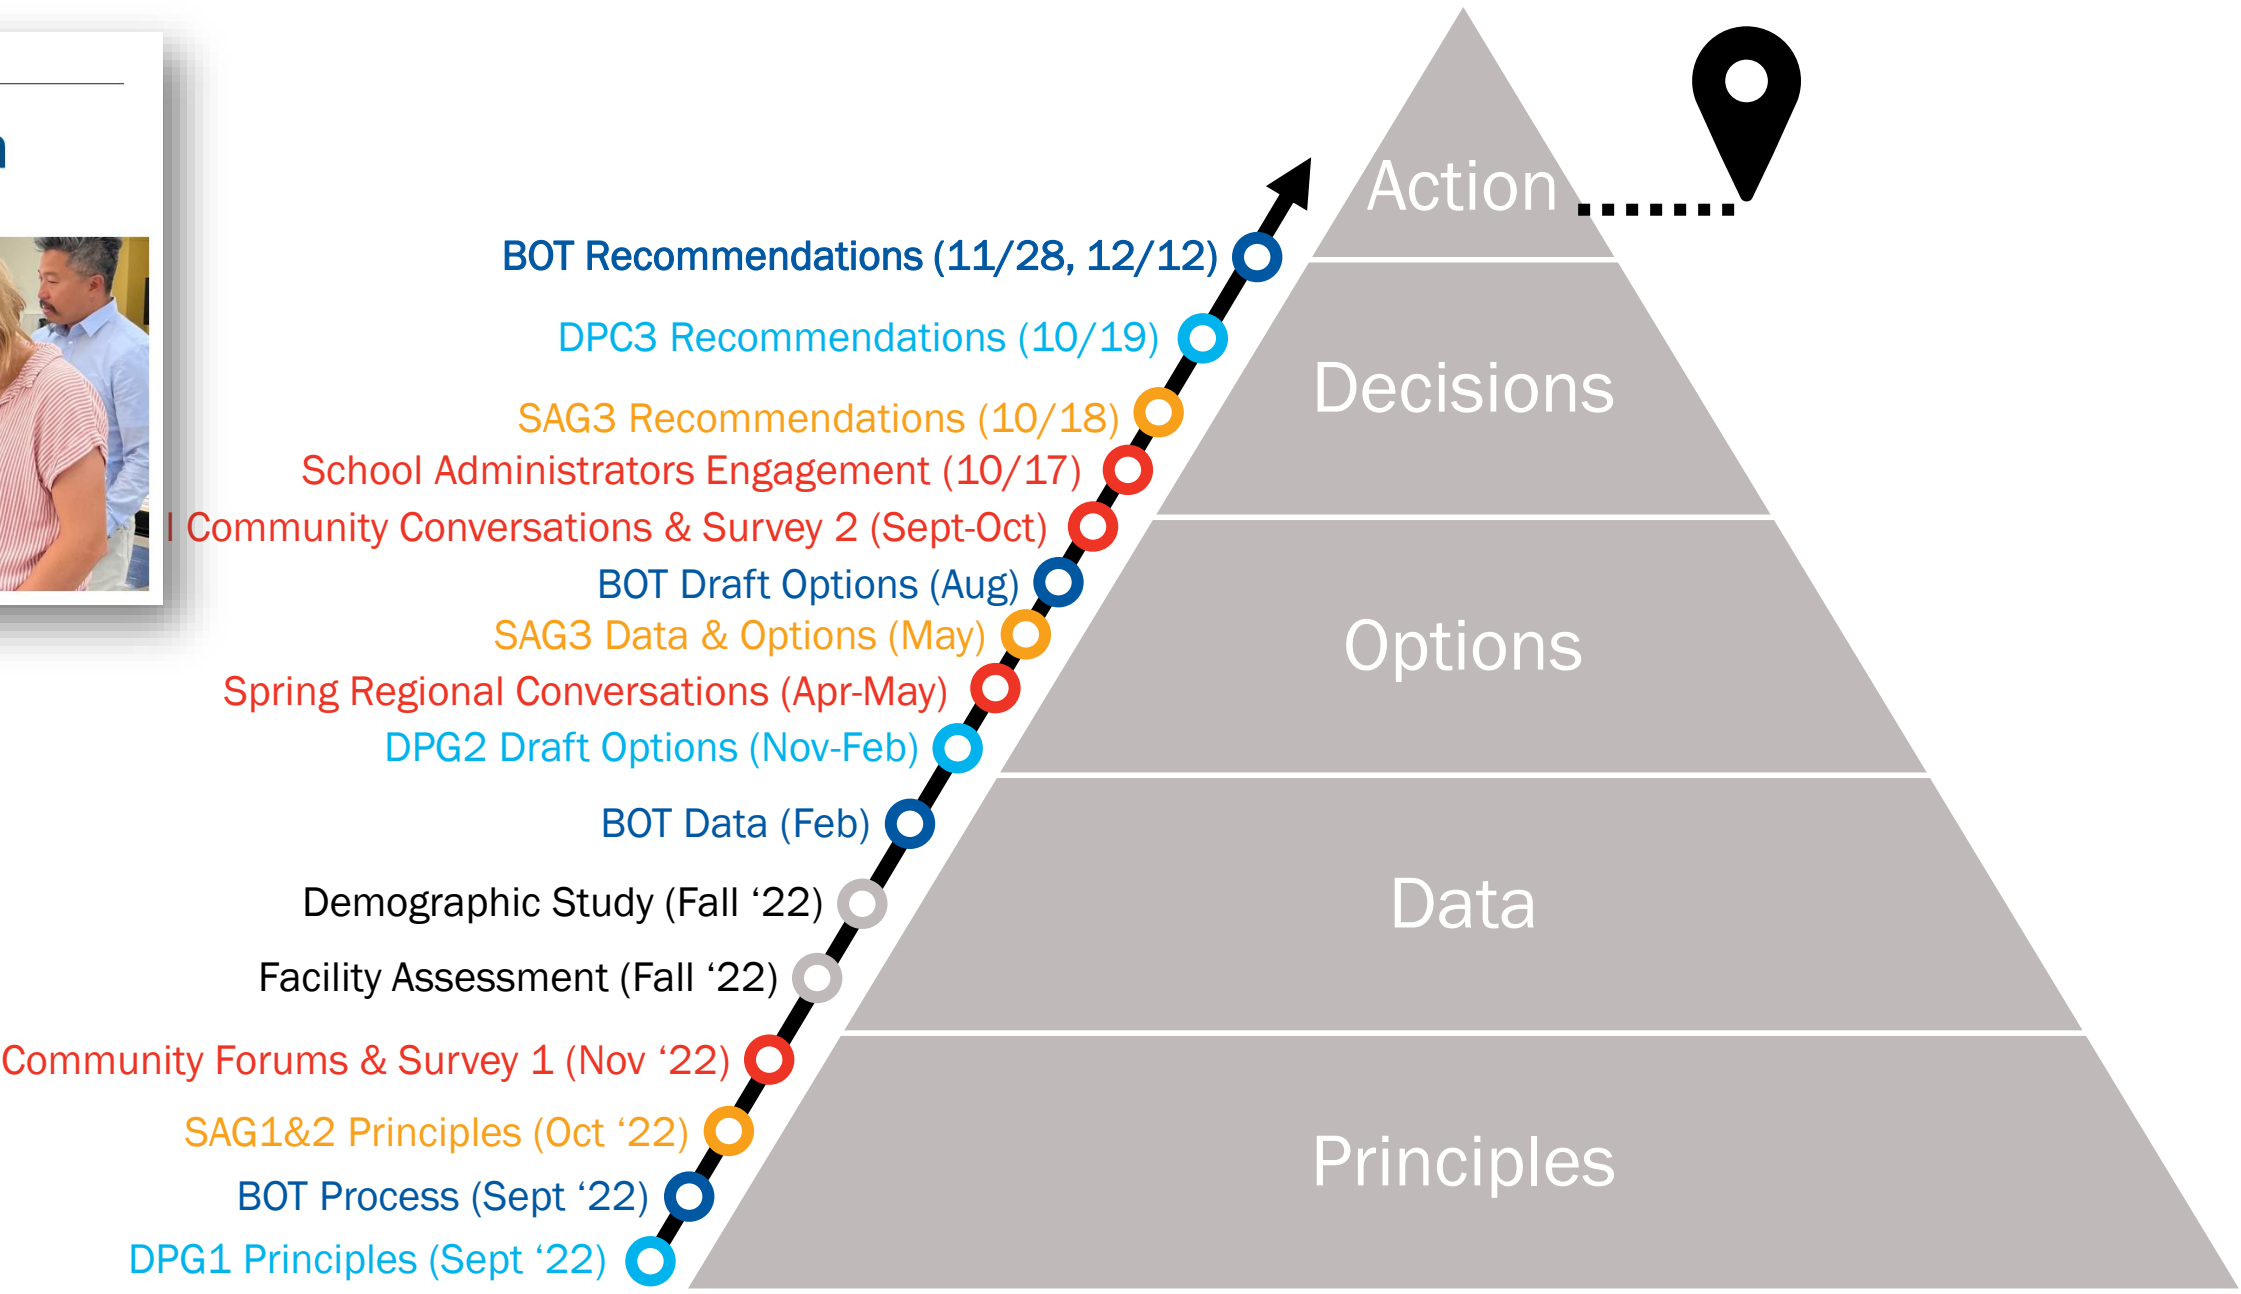 Action
BOT Recommendations (11/28, 12/12)
DPC3 Recommendations (10/19)
Decisions
SAG3 Recommendations (10/18)
School Administrators Engagement (10/17)
Community Conversations & Survey 2 (Sept-Oct)
BOT Draft Options (Aug)
SAG3 Data & Options (May)
Options
Spring Regional Conversations (Apr-May)
DPG2 Draft Options (Nov-Feb)
BOT Data (Feb)
Demographic Study (Fall ‘22)
Data
Facility Assessment (Fall ‘22)
Community Forums & Survey 1 (Nov ‘22)
SAG1&2 Principles (Oct ‘22)
Principles
BOT Process (Sept ‘22)
DPG1 Principles (Sept ‘22)